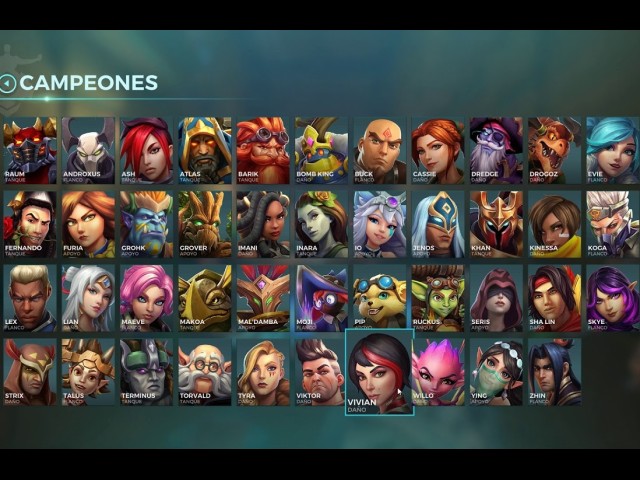 CAMPEONES
RAUM ANDROXUS ASH ATLAS BARIK BOMB KING BUCK CASSIE DREDGE DROGOZ EVIE
TANQUE FLANCO TANQUE TANQUE TANQUE DAÑO FLANCO DAÑO DAÑO DAÑO FLANCO
FERNANDO FURIA GROHK GROVER IMANI INARA IO JENOS KHAN KINESSA KOGA
TANQUE APOYO APOYO APOYO DAÑO TANQUE APOYO APOYO TANQUE DAÑO FLANCO
LEX LIAN MAEVE MAKOA MAL'DAMBA MOJI PIP RUCKUS SERIS SHA LIN SKYE
FLANCO DAÑO FLANCO TANQUE APOYO FLANCO APOYO TANQUE APOYO DAÑO FLANCO
STRIX TALUS TERMINUS TORVALD TYRA VIKTOR VIVIAN WILLO YING ZHIN
DAÑO FLANCO TANQUE TANQUE DAÑO DAÑO DAÑO DAÑO APOYO FLANCO